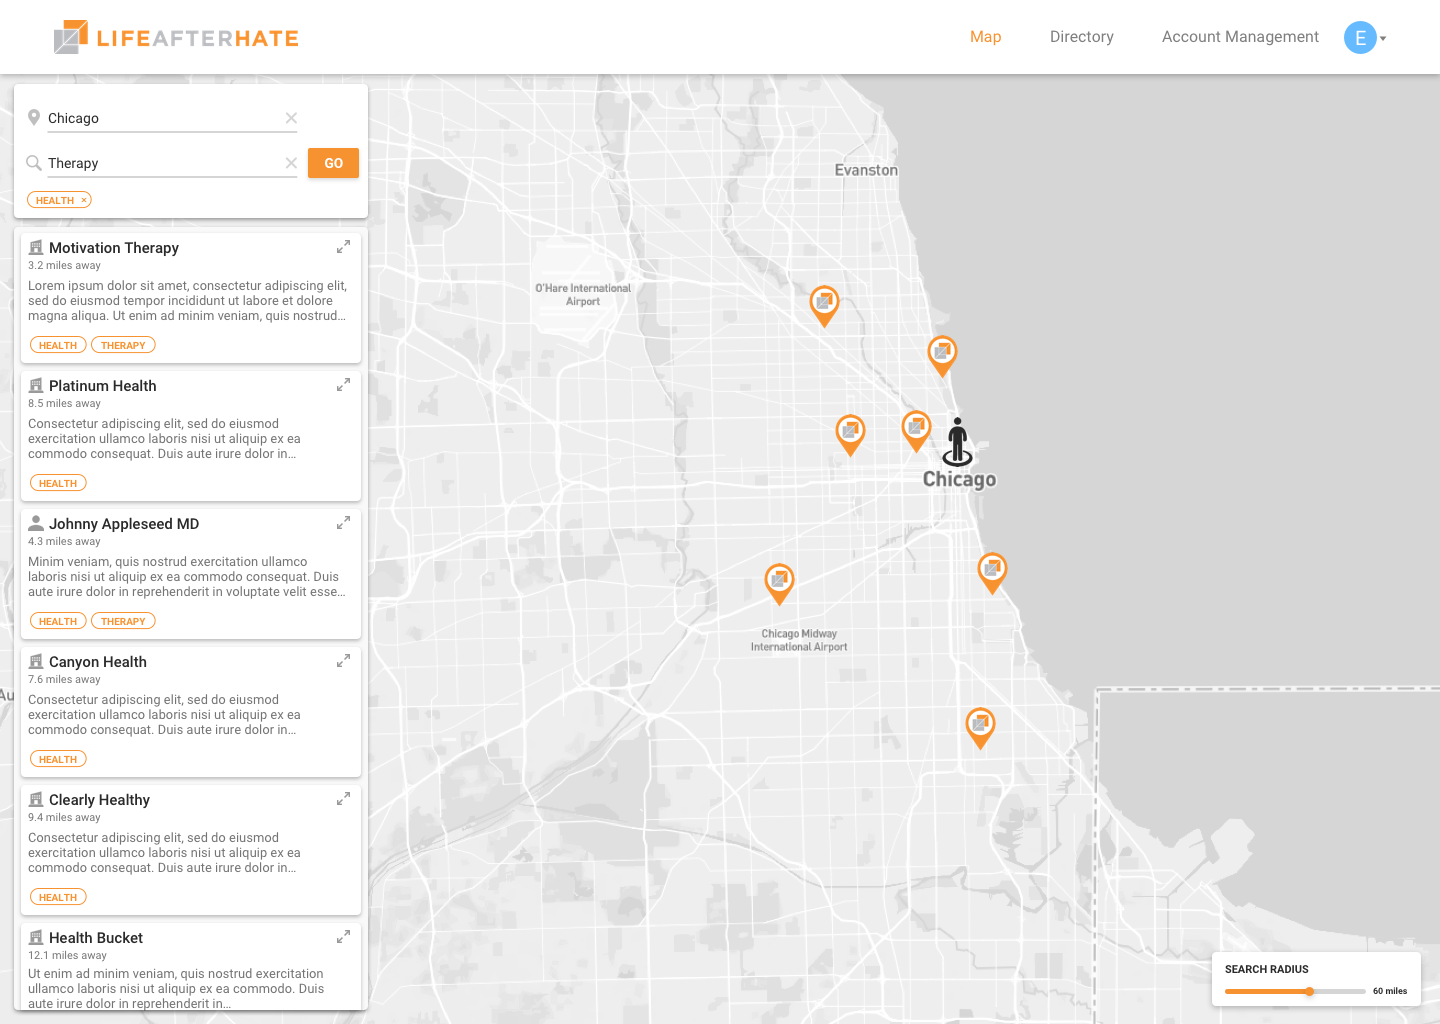 LIFEAFTERHATE
Map
Directory
Account Management
E
Chicago
Therapy
GO
HEALTH ×
Motivation Therapy
3.2 miles away
Lorem ipsum dolor sit amet, consectetur adipiscing elit,
sed do eiusmod tempor incididunt ut labore et dolore
magna aliqua. Ut enim ad minim veniam, quis nostrud...
HEALTH THERAPY
Platinum Health
8.5 miles away
Consectetur adipiscing elit, sed do eiusmod
exercitation ullamco laboris nisi ut aliquip ex ea
commodo consequat. Duis aute irure dolor in...
HEALTH
Johnny Appleseed MD
4.3 miles away
Minim veniam, quis nostrud exercitation ullamco
laboris nisi ut aliquip ex ea commodo consequat. Duis
aute irure dolor in reprehenderit in voluptate velit esse...
HEALTH THERAPY
Canyon Health
7.6 miles away
Consectetur adipiscing elit, sed do eiusmod
exercitation ullamco laboris nisi ut aliquip ex ea
commodo consequat. Duis aute irure dolor in...
HEALTH
Clearly Healthy
9.4 miles away
Consectetur adipiscing elit, sed do eiusmod
exercitation ullamco laboris nisi ut aliquip ex ea
commodo consequat. Duis aute irure dolor in...
HEALTH
Health Bucket
12.1 miles away
Ut enim ad minim veniam, quis nostrud exercitation
ullamco laboris nisi ut aliquip ex ea commodo. Duis
aute irure dolor in reprehenderit in...
Au
Evanston
O'Hare International
Airport
Chicago
Chicago Midway
International Airport
SEARCH RADIUS
60 miles